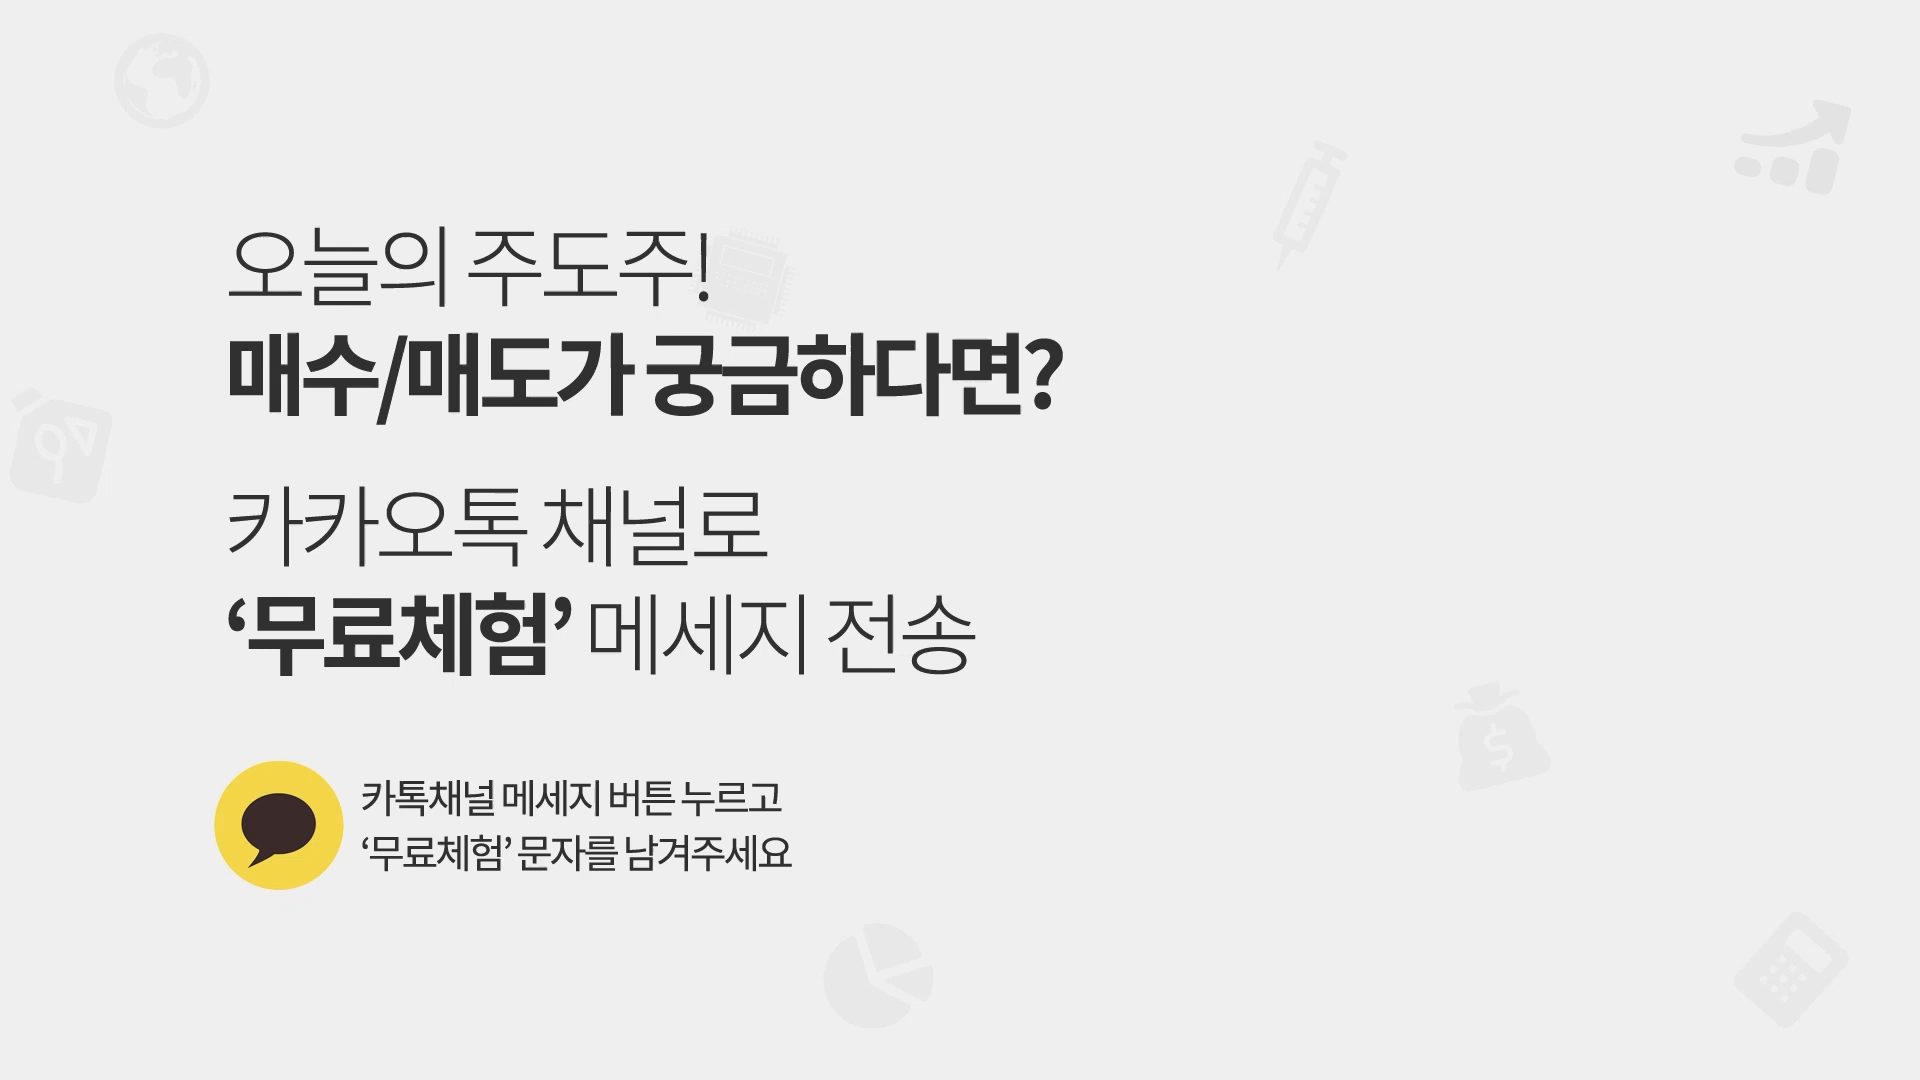 오늘의 주도주!
매수/매도가 궁금하다면?
카카오톡 채널로
‘무료체험’ 메세지 전송
카톡채널 메세지 버튼 누르고
‘무료체험’ 문자를 남겨주세요